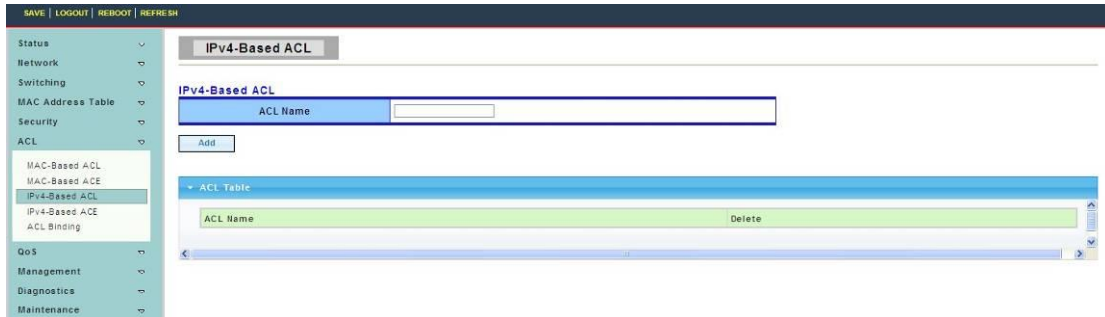 SAVE | LOGOUT | REBOOT | REFRESH
Status
Network
Switching
MAC Address Table
Security
ACL
MAC-Based ACL
MAC-Based ACE
IPv4-Based ACL
IPv4-Based ACE
ACL Binding
QoS
Management
Diagnostics
Maintenance
IPv4-Based ACL
IPv4-Based ACL
ACL Name
Add
ACL Table
ACL Name Delete